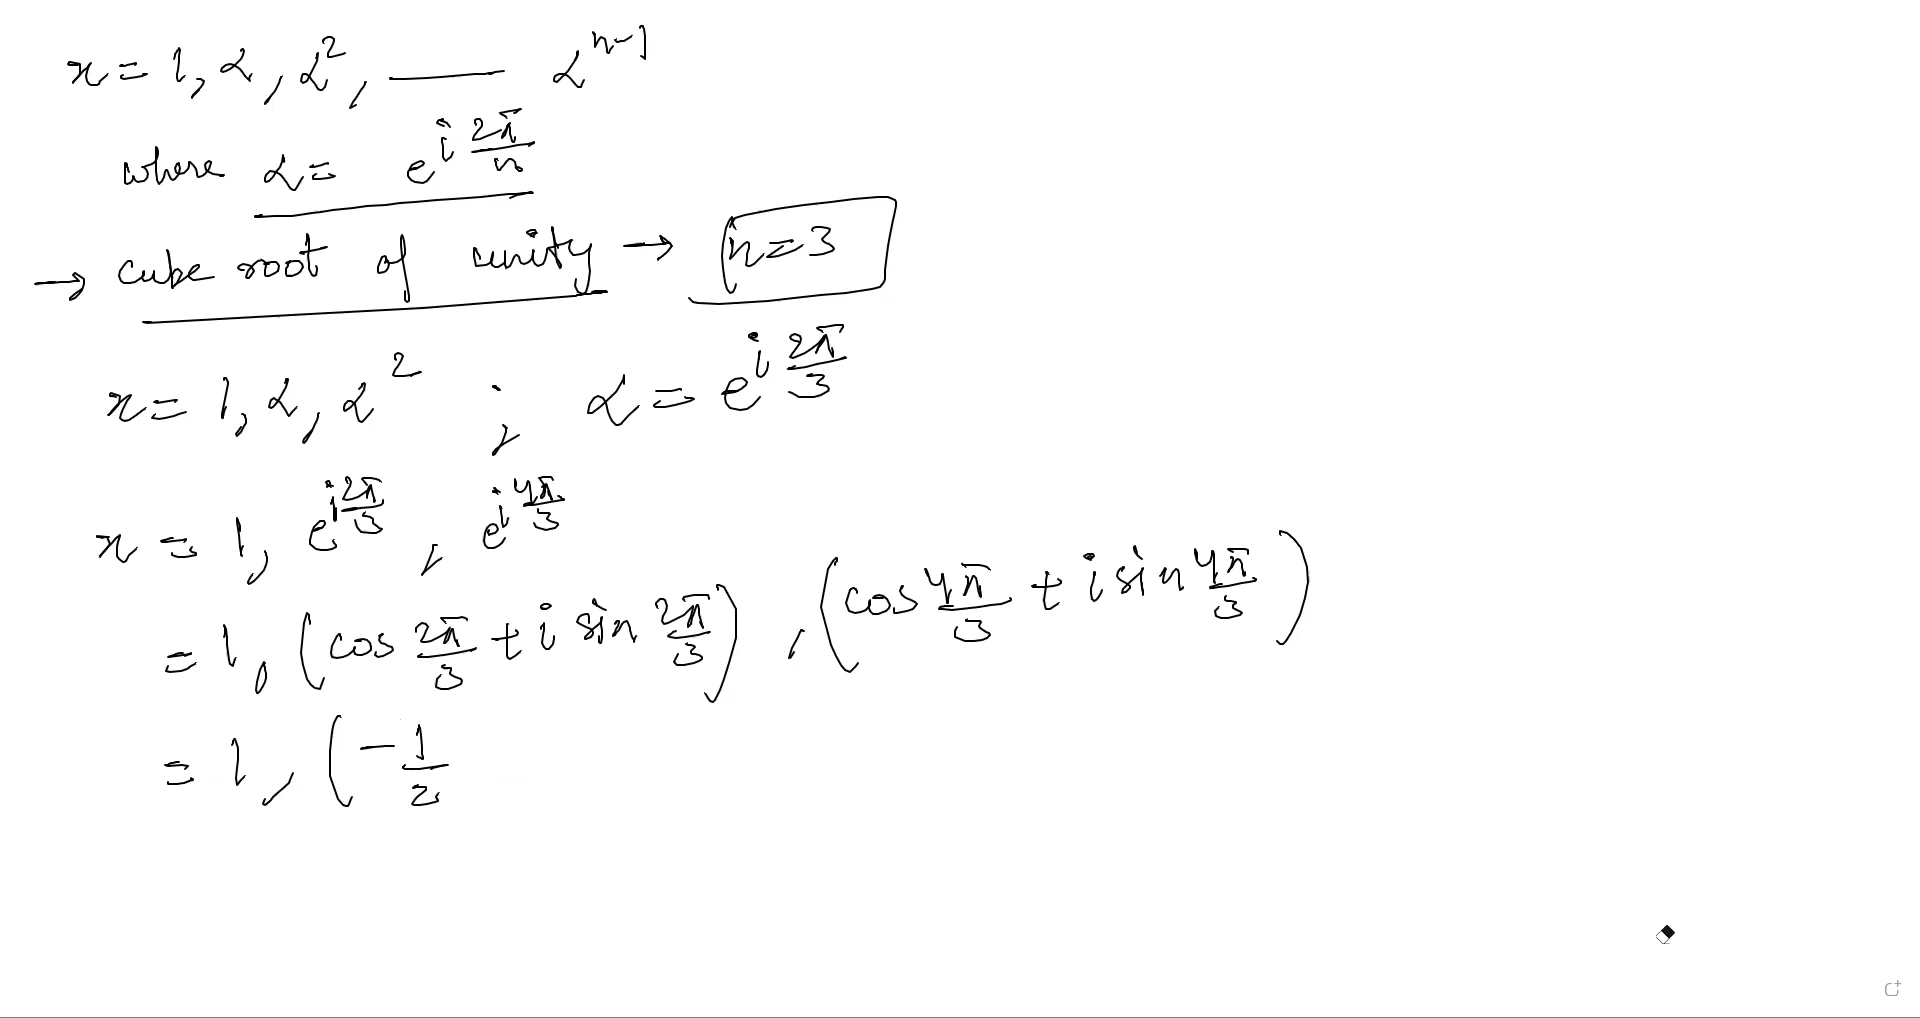 x = 1, α, α², —— α^(n-1)
where α = e^(i 2π/n)
→ cube root of unity → n = 3
x = 1, α, α² ; α = e^(i 2π/3)
x = 1, e^(i 2π/3), e^(i 4π/3)
= 1, (cos 2π/3 + i sin 2π/3), (cos 4π/3 + i sin 4π/3)
= 1, (-1/2